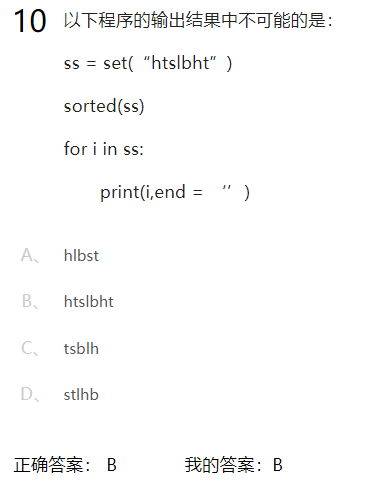 10 以下程序的输出结果中不可能的是：
ss = set(“htslbht”)
sorted(ss)
for i in ss:
print(i,end = ‘’)
A、 hlbst
B、 htslbht
C、 tsblh
D、 stlhb
正确答案： B 我的答案：B